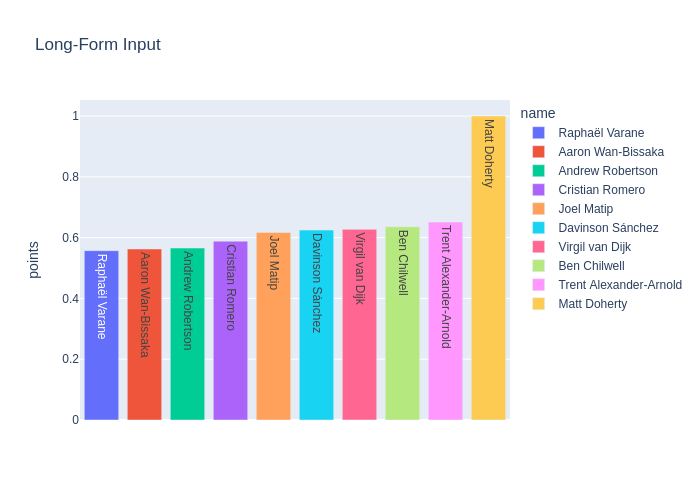 Long-Form Input
points
1
0.8
0.6
0.4
0.2
0
Raphaël Varane
Aaron Wan-Bissaka
Andrew Robertson
Cristian Romero
Joel Matip
Davinson Sánchez
Virgil van Dijk
Ben Chilwell
Trent Alexander-Arnold
Matt Doherty
name
Raphaël Varane
Aaron Wan-Bissaka
Andrew Robertson
Cristian Romero
Joel Matip
Davinson Sánchez
Virgil van Dijk
Ben Chilwell
Trent Alexander-Arnold
Matt Doherty